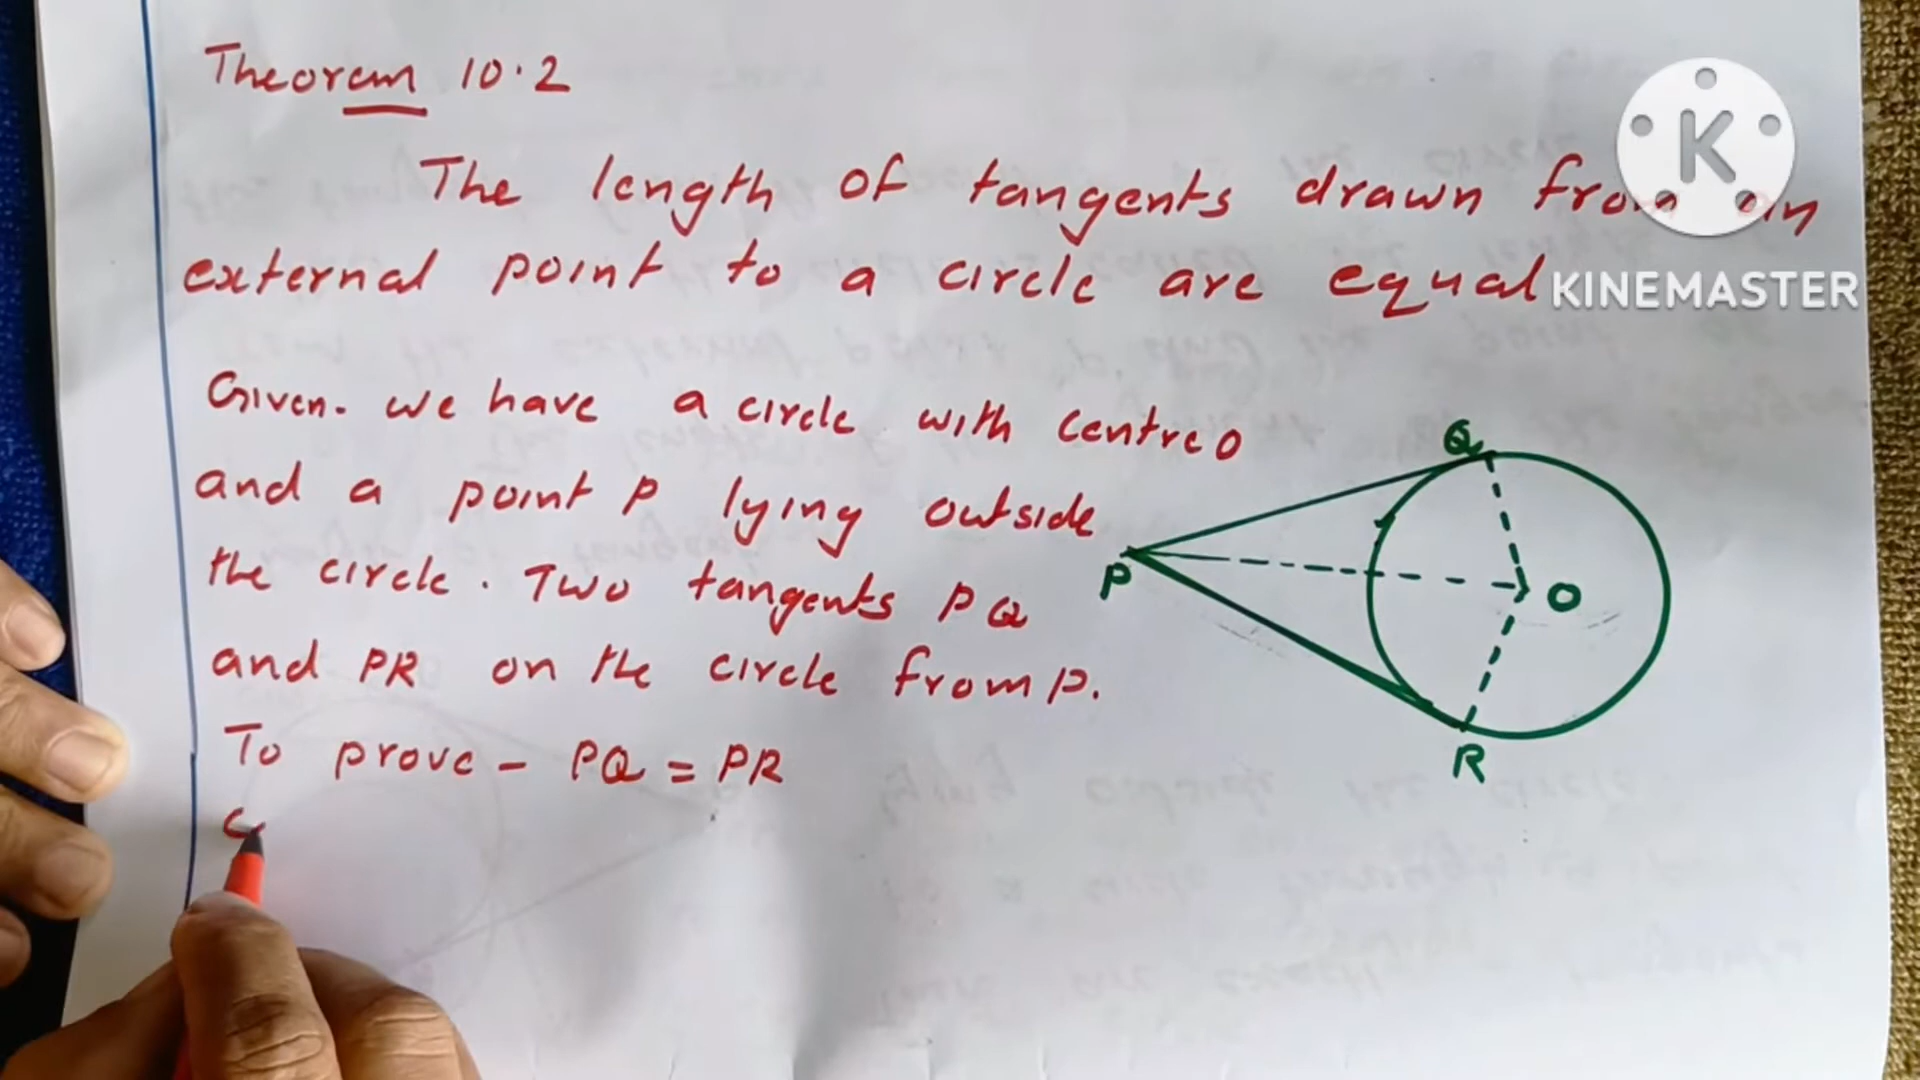 Theorem 10.2
The length of tangents drawn from an
external point to a circle are equal
KINEMASTER
Given. We have a circle with centre O
and a point P lying outside
the circle. Two tangents PQ
and PR on the circle from P.
To prove - PQ = PR
C
Q
P
O
R
K